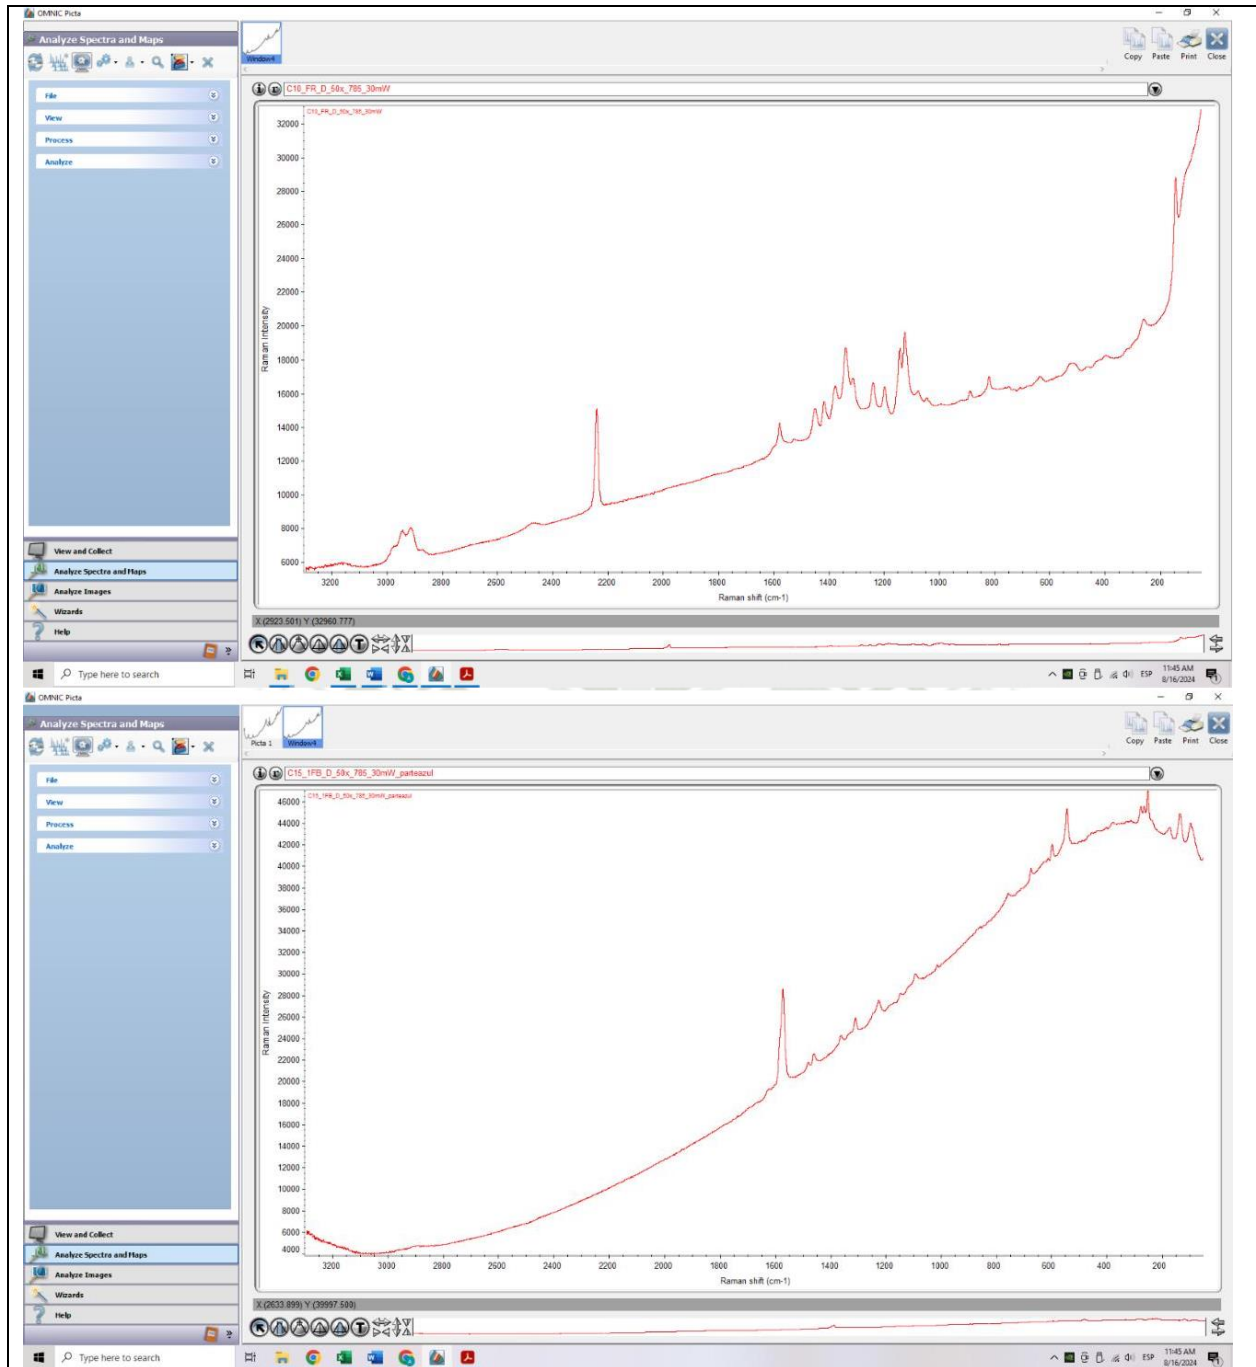 OMNIC Picta
Analyze Spectra and Maps
File
View
Process
Analyze
View and Collect
Analyze Spectra and Maps
Analyze Images
Wizards
Help
Window4
Copy Paste Print Close
C10_FR_D_50x_785_30mW
C10_FR_D_50x_785_30mW
32000
30000
28000
26000
24000
22000
20000
18000
16000
14000
12000
10000
8000
6000
Raman Intensity
3200 3000 2800 2600 2400 2200 2000 1800 1600 1400 1200 1000 800 600 400 200
Raman shift (cm-1)
X (2923.501) Y (32960.777)
Type here to search
ESP
11:45 AM
8/16/2024
OMNIC Picta
Analyze Spectra and Maps
File
View
Process
Analyze
View and Collect
Analyze Spectra and Maps
Analyze Images
Wizards
Help
Picta 1 Window4
Copy Paste Print Close
C15_1FB_D_50x_785_30mW_parteazul
C15_1FB_D_50x_785_30mW_parteazul
46000
44000
42000
40000
38000
36000
34000
32000
30000
28000
26000
24000
22000
20000
18000
16000
14000
12000
10000
8000
6000
4000
Raman Intensity
3200 3000 2800 2600 2400 2200 2000 1800 1600 1400 1200 1000 800 600 400 200
Raman shift (cm-1)
X (2633.899) Y (39997.500)
Type here to search
ESP
11:45 AM
8/16/2024